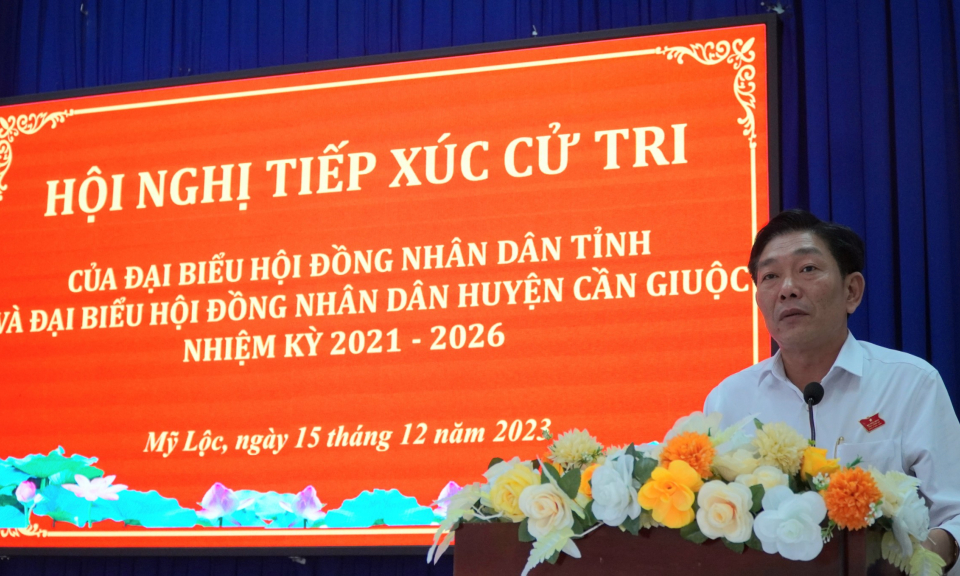 HỘI NGHỊ TIẾP XÚC CỬ TRI
CỦA ĐẠI BIỂU HỘI ĐỒNG NHÂN DÂN TỈNH
VÀ ĐẠI BIỂU HỘI ĐỒNG NHÂN DÂN HUYỆN CẦN GIUỘC
NHIỆM KỲ 2021 - 2026
Mỹ Lộc, ngày 15 tháng 12 năm 2023